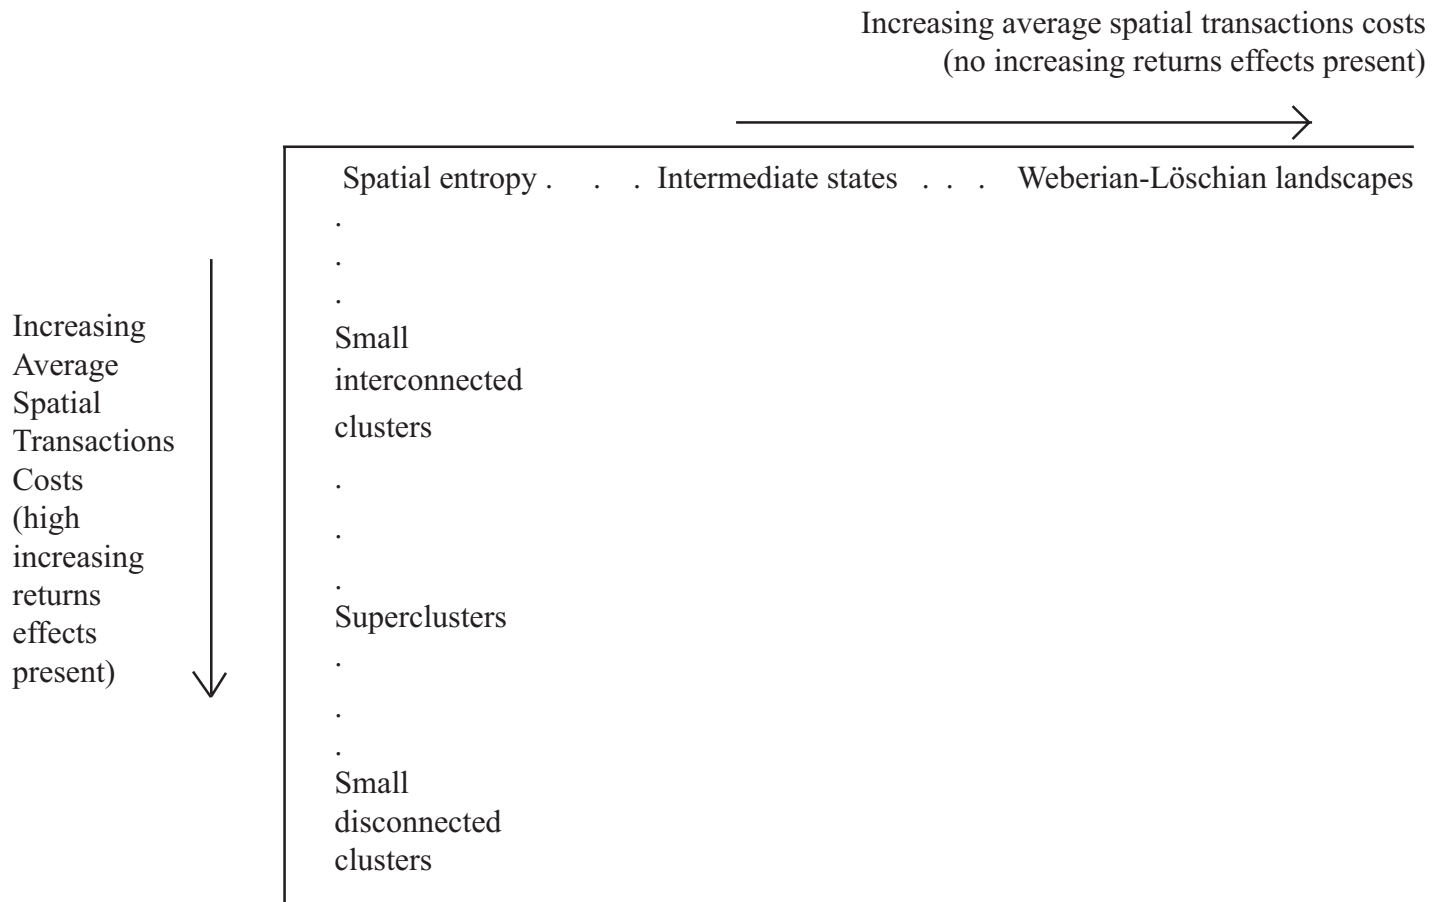 Increasing average spatial transactions costs
(no increasing returns effects present)
Spatial entropy . . . Intermediate states . . . Weberian-Löschian landscapes
.
.
.
Small
interconnected
clusters
.
.
.
Superclusters
.
.
.
Small
disconnected
clusters
Increasing
Average
Spatial
Transactions
Costs
(high
increasing
returns
effects
present)